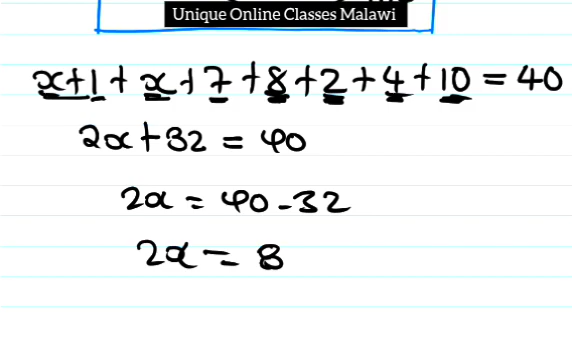 Unique Online Classes Malawi
x+1+x+7+8+2+4+10=40
2x+32=40
2x=40-32
2x=8